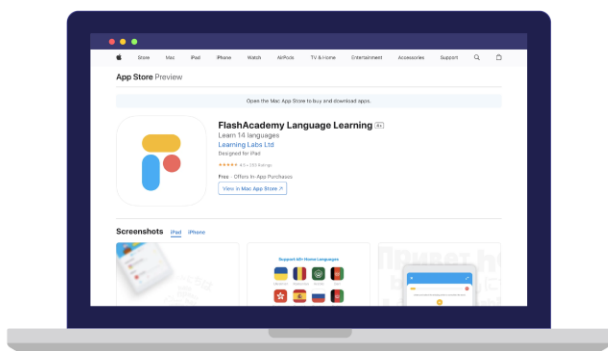 Store Mac iPad iPhone Watch AirPods TV & Home Entertainment Accessories Support
App Store Preview
Open the Mac App Store to buy and download apps.
FlashAcademy Language Learning 4+
Learn 14 languages
Learning Labs Ltd
Designed for iPad
Free · Offers In-App Purchases
View in Mac App Store ↗
Screenshots iPad iPhone
Support 48+ Home Languages
Привет